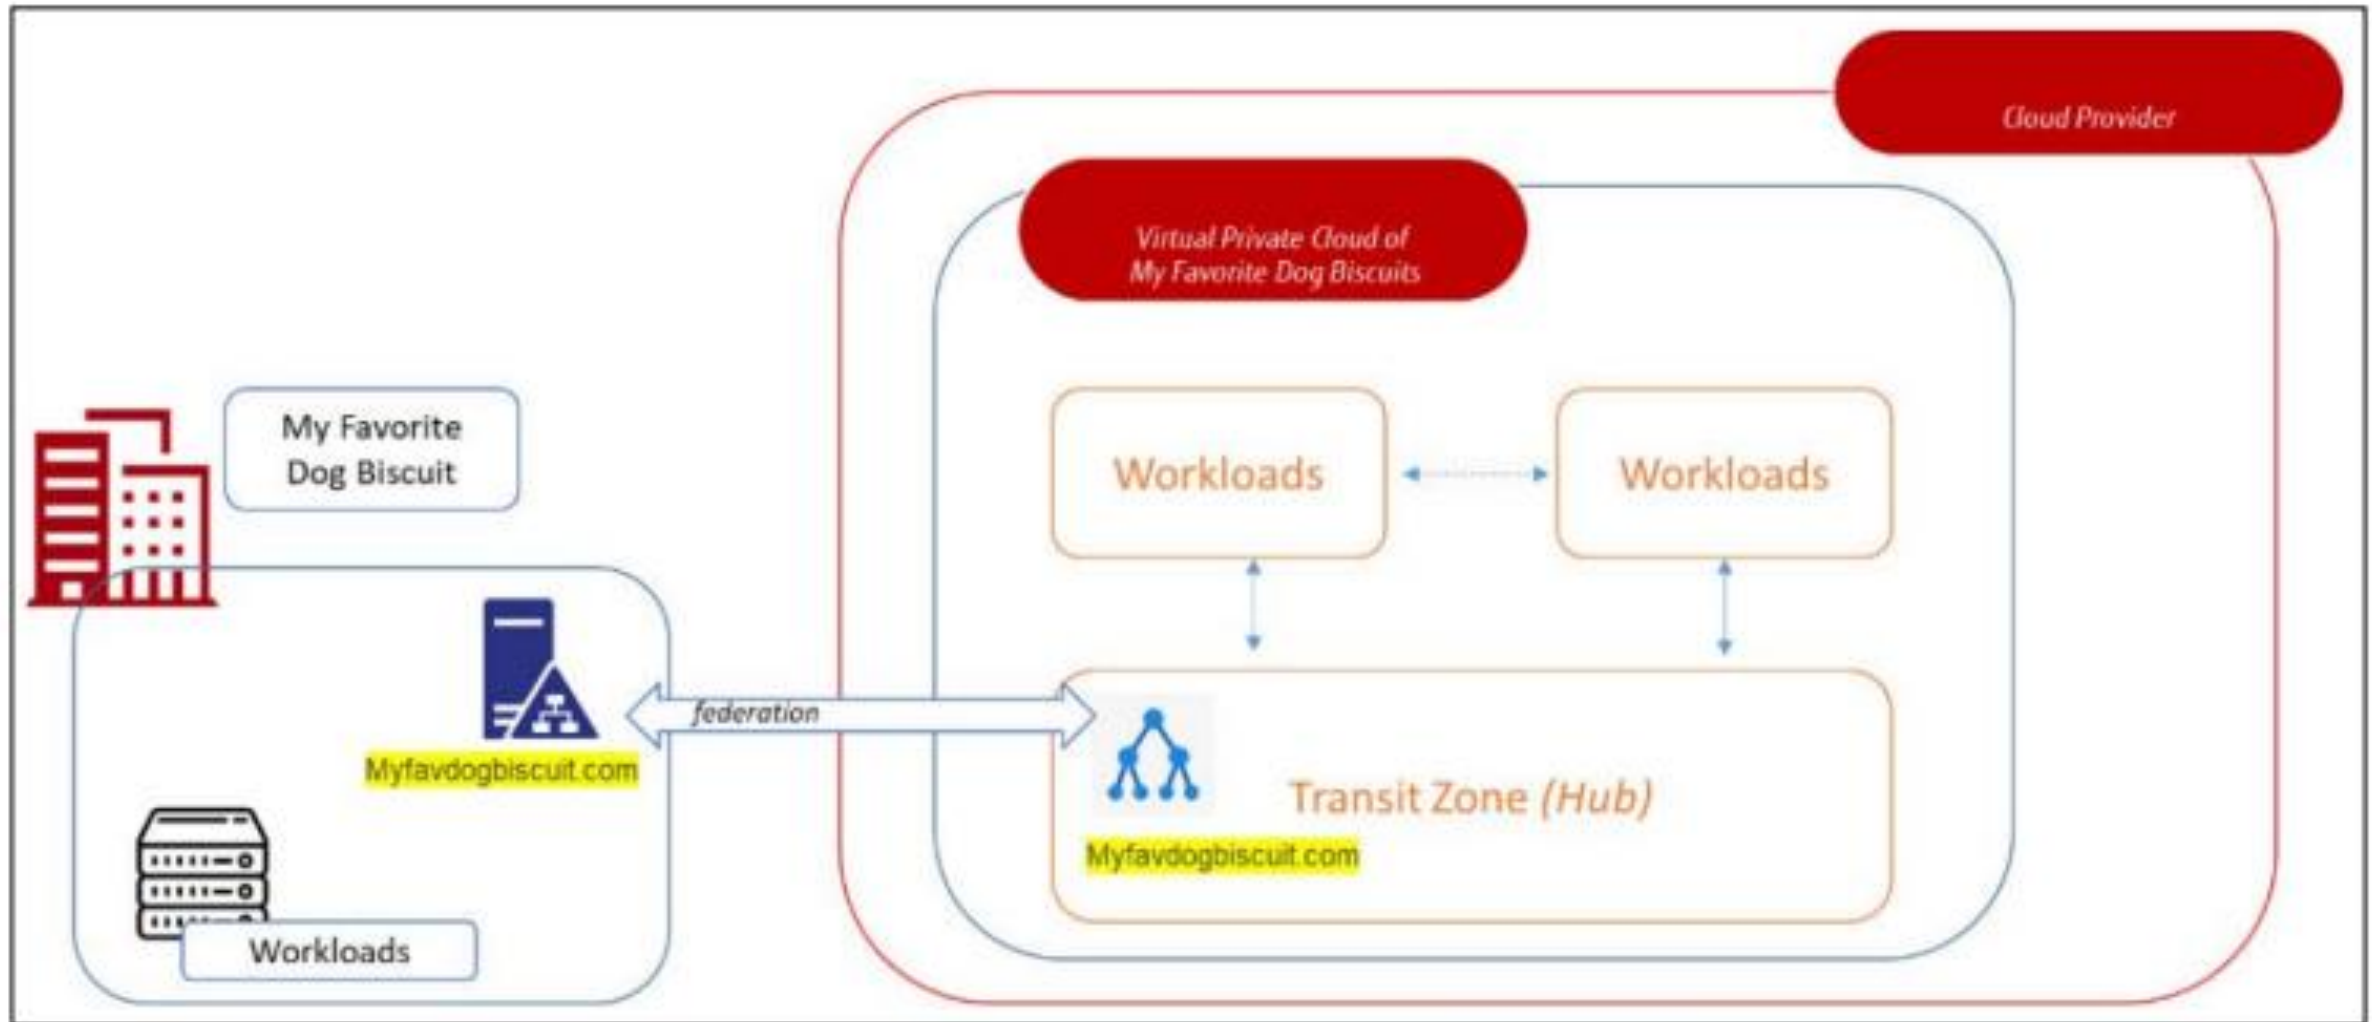 Cloud Provider
Virtual Private Cloud of
My Favorite Dog Biscuits
My Favorite
Dog Biscuit
Workloads
Workloads
federation
Myfavdogbiscuit.com
Transit Zone (Hub)
Myfavdogbiscuit.com
Workloads